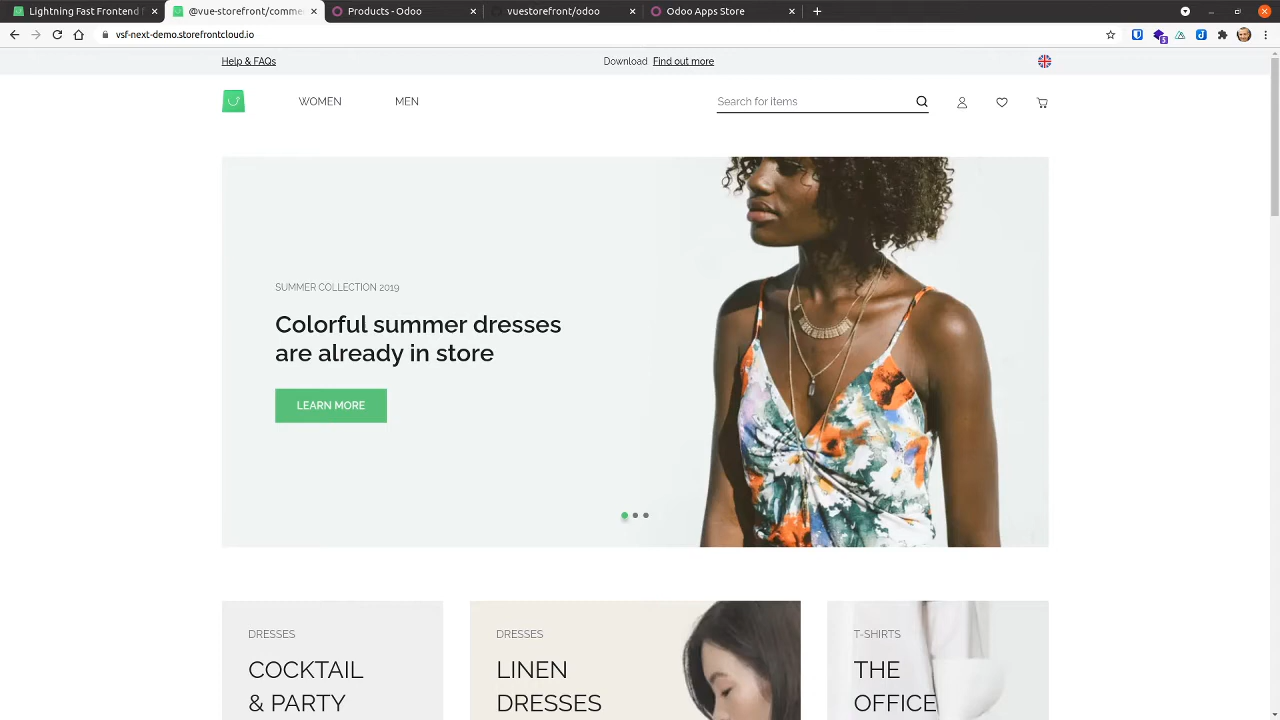 Lightning Fast Frontend f
@vue-storefront/commer
Products - Odoo
vuestorefront/odoo
Odoo Apps Store
vsf-next-demo.storefrontcloud.io
Help & FAQs
Download Find out more
WOMEN
MEN
Search for items
SUMMER COLLECTION 2019
Colorful summer dresses
are already in store
LEARN MORE
DRESSES
COCKTAIL
& PARTY
DRESSES
LINEN
DRESSES
T-SHIRTS
THE
OFFICE